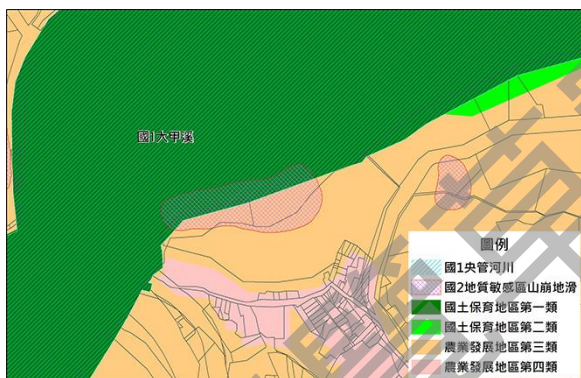 國1大甲溪
圖例
國1央管河川
國2地質敏感區山崩地滑
國土保育地區第一類
國土保育地區第二類
農業發展地區第三類
農業發展地區第四類